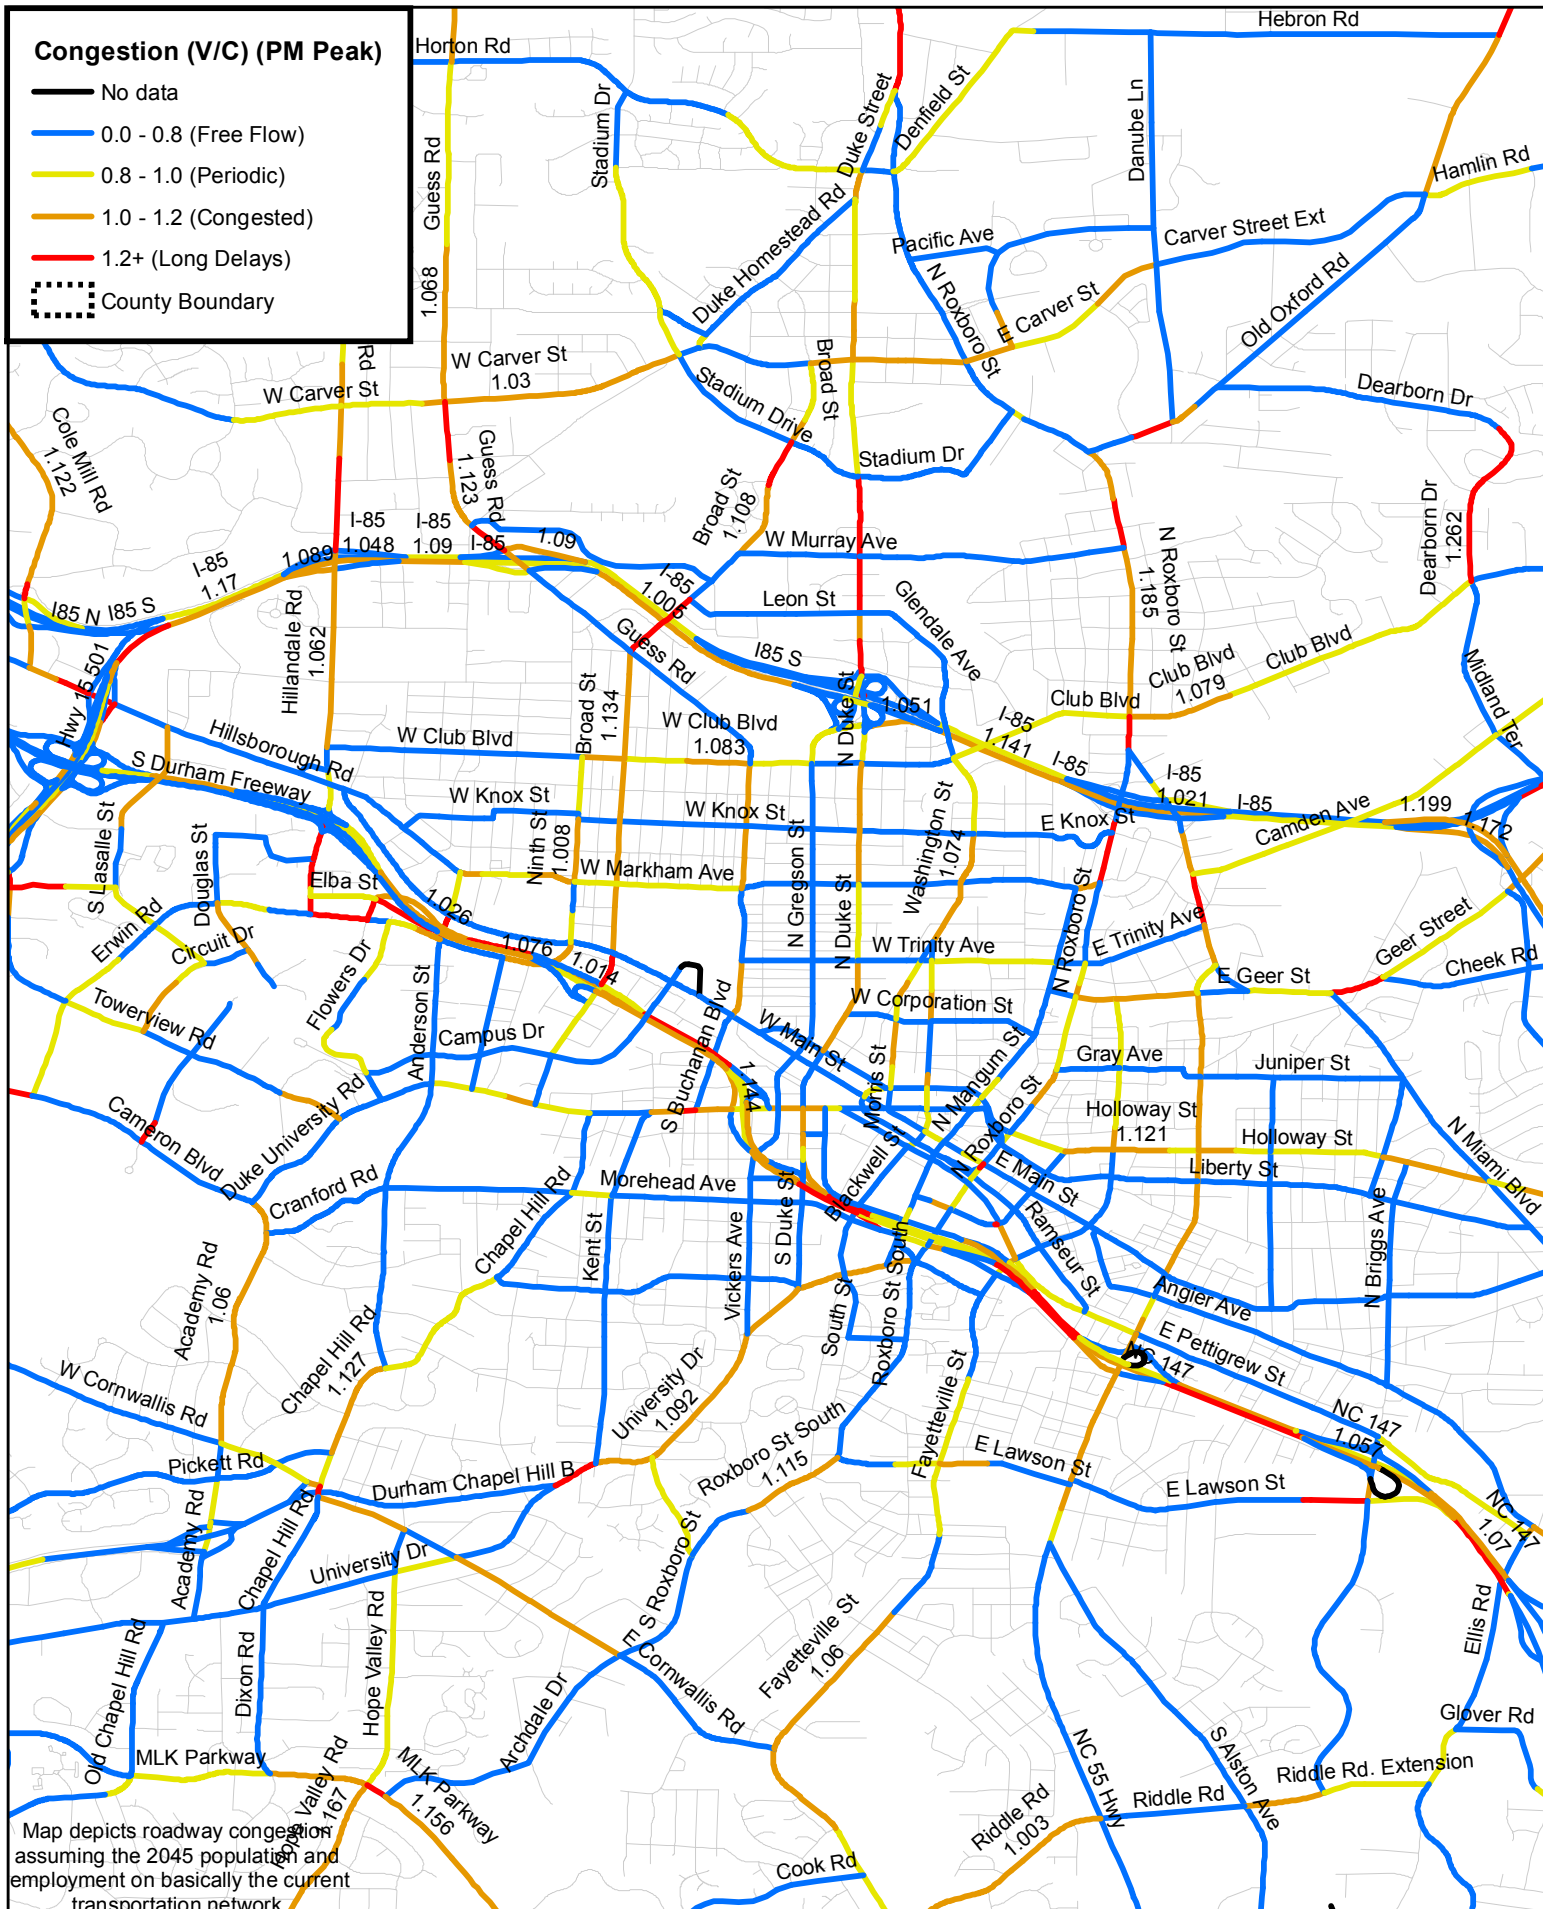 Congestion (V/C) (PM Peak)
No data
0.0 - 0.8 (Free Flow)
0.8 - 1.0 (Periodic)
1.0 - 1.2 (Congested)
1.2+ (Long Delays)
County Boundary
Horton Rd
Hebron Rd
Stadium Dr
Duke Street
Denfield St
Danube Ln
Hamlin Rd
Guess Rd
1.068
Duke Homestead Rd
Pacific Ave
Carver Street Ext
N Roxboro St
E Carver St
Old Oxford Rd
Rd
W Carver St
1.03
W Carver St
Broad St
Stadium Drive
Stadium Dr
Dearborn Dr
Cole Mill Rd
1.122
Guess Rd
1.123
Broad St
1.108
Dearborn Dr
1.262
I-85
1.17
1.089
I-85
1.048
I-85
1.09
I-85
1.09
W Murray Ave
N Roxboro St
1.185
I85 N
I85 S
I-85
1.005
Leon St
Glendale Ave
Hillandale Rd
1.062
Guess Rd
I85 S
Club Blvd
1.079
Club Blvd
Midland Ter
Hwy 15 501
Broad St
1.134
N Duke St
1.051
Club Blvd
Hillsborough Rd
W Club Blvd
W Club Blvd
1.083
I-85
1.141
I-85
S Durham Freeway
I-85
1.021
I-85
1.199
1.172
Camden Ave
W Knox St
W Knox St
E Knox St
S Lasalle St
Douglas St
Ninth St
1.008
N Gregson St
Washington St
1.074
Elba St
W Markham Ave
1.026
N Duke St
N Roxboro St
Erwin Rd
Circuit Dr
1.076
1.014
W Trinity Ave
E Trinity Ave
Geer Street
Cheek Rd
E Geer St
Flowers Dr
Anderson St
Towerview Rd
Campus Dr
S Buchanan Blvd
W Corporation St
W Main St
Gray Ave
Juniper St
1.144
Morris St
N Mangum St
N Roxboro St
Cameron Blvd
Duke University Rd
Holloway St
1.121
Holloway St
N Miami Blvd
Cranford Rd
Morehead Ave
Blackwell St
E Main St
Liberty St
Chapel Hill Rd
Kent St
Vickers Ave
S Duke St
Ramseur St
N Briggs Ave
Academy Rd
1.06
South St
Roxboro St South
Angier Ave
W Cornwallis Rd
Chapel Hill Rd
1.127
University Dr
1.092
Fayetteville St
E Pettigrew St
NC 147
NC 147
1.057
Pickett Rd
Durham Chapel Hill B
Roxboro St South
1.115
E Lawson St
E Lawson St
Academy Rd
Chapel Hill Rd
NC 147
1.07
University Dr
E S Roxboro St
Hope Valley Rd
Fayetteville St
1.06
Ellis Rd
Dixon Rd
Old Chapel Hill Rd
Cornwallis Rd
Archdale Dr
Glover Rd
MLK Parkway
NC 55 Hwy
S Alston Ave
Riddle Rd. Extension
Hope Valley Rd
1.167
MLK Parkway
1.156
Riddle Rd
Riddle Rd
1.003
Cook Rd
Map depicts roadway congestion
assuming the 2045 population and
employment on basically the current
transportation network